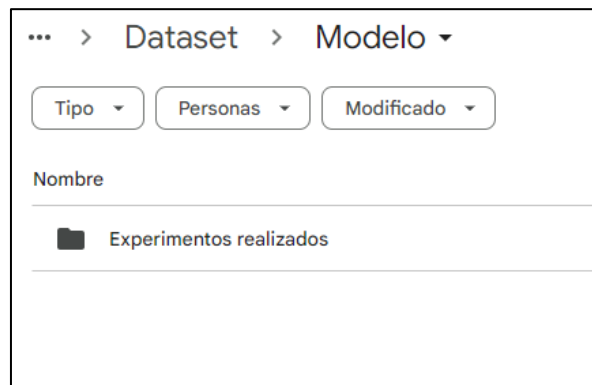 ... > Dataset > Modelo
Tipo Personas Modificado
Nombre
Experimentos realizados